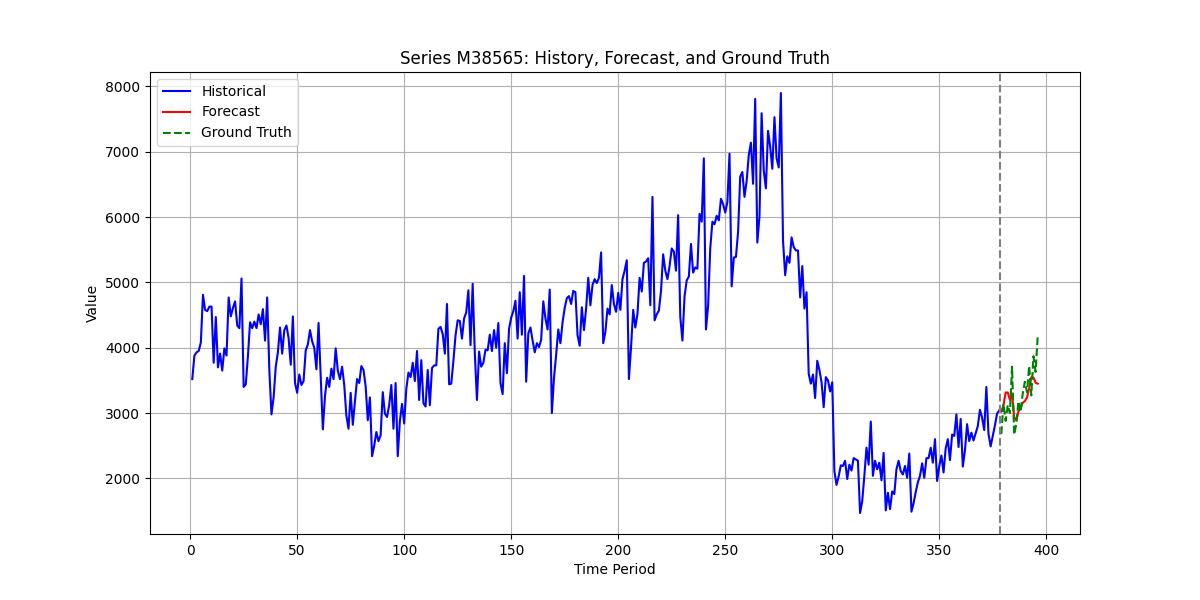 Series M38565: History, Forecast, and Ground Truth
Historical
Forecast
Ground Truth
8000
7000
6000
5000
4000
3000
2000
Value
0 50 100 150 200 250 300 350 400
Time Period